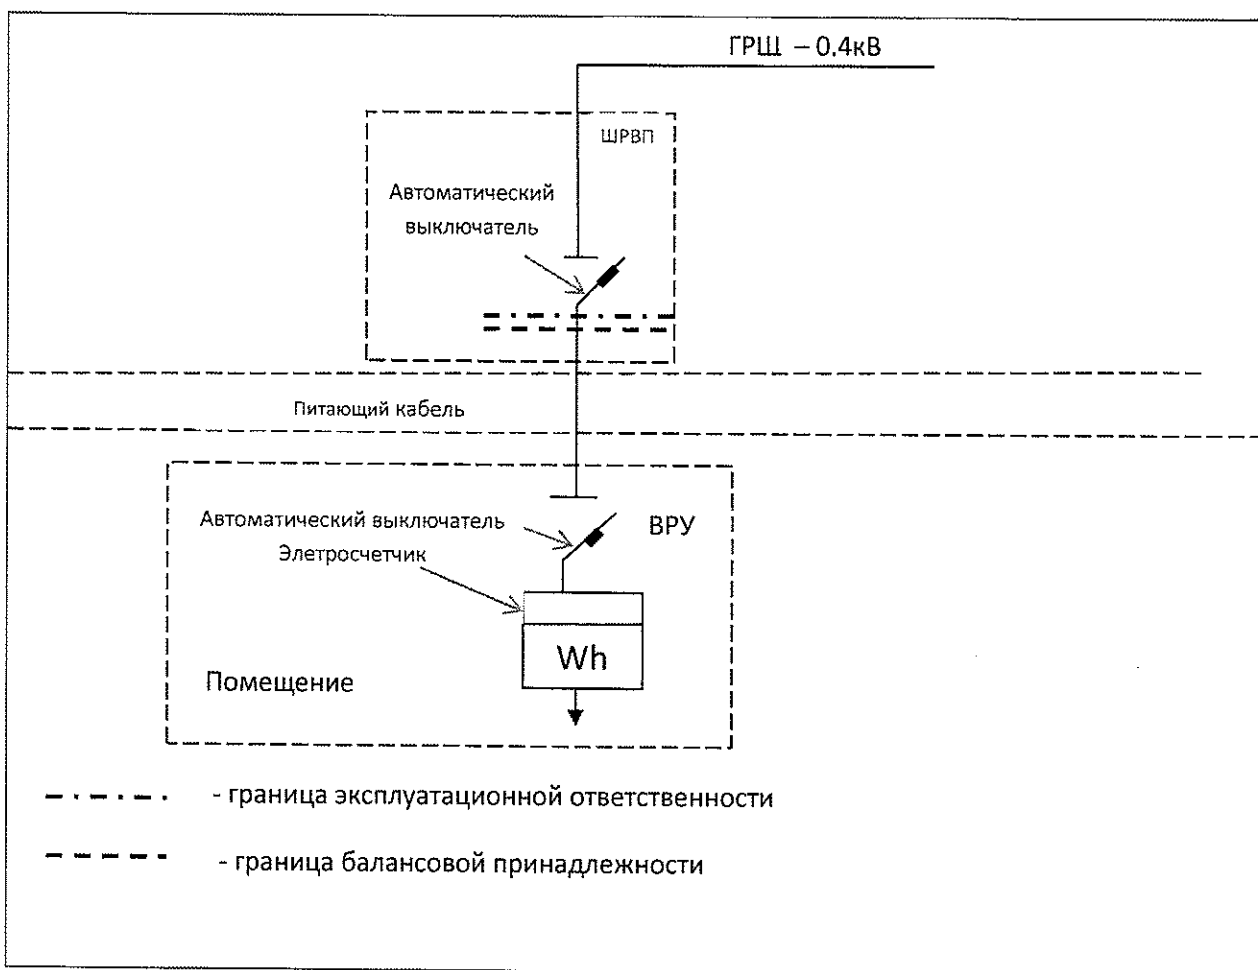 ГРЩ – 0.4кВ
ШРВП
Автоматический
выключатель
Питающий кабель
Автоматический выключатель
ВРУ
Элетросчетчик
Wh
Помещение
- граница эксплуатационной ответственности
- граница балансовой принадлежности